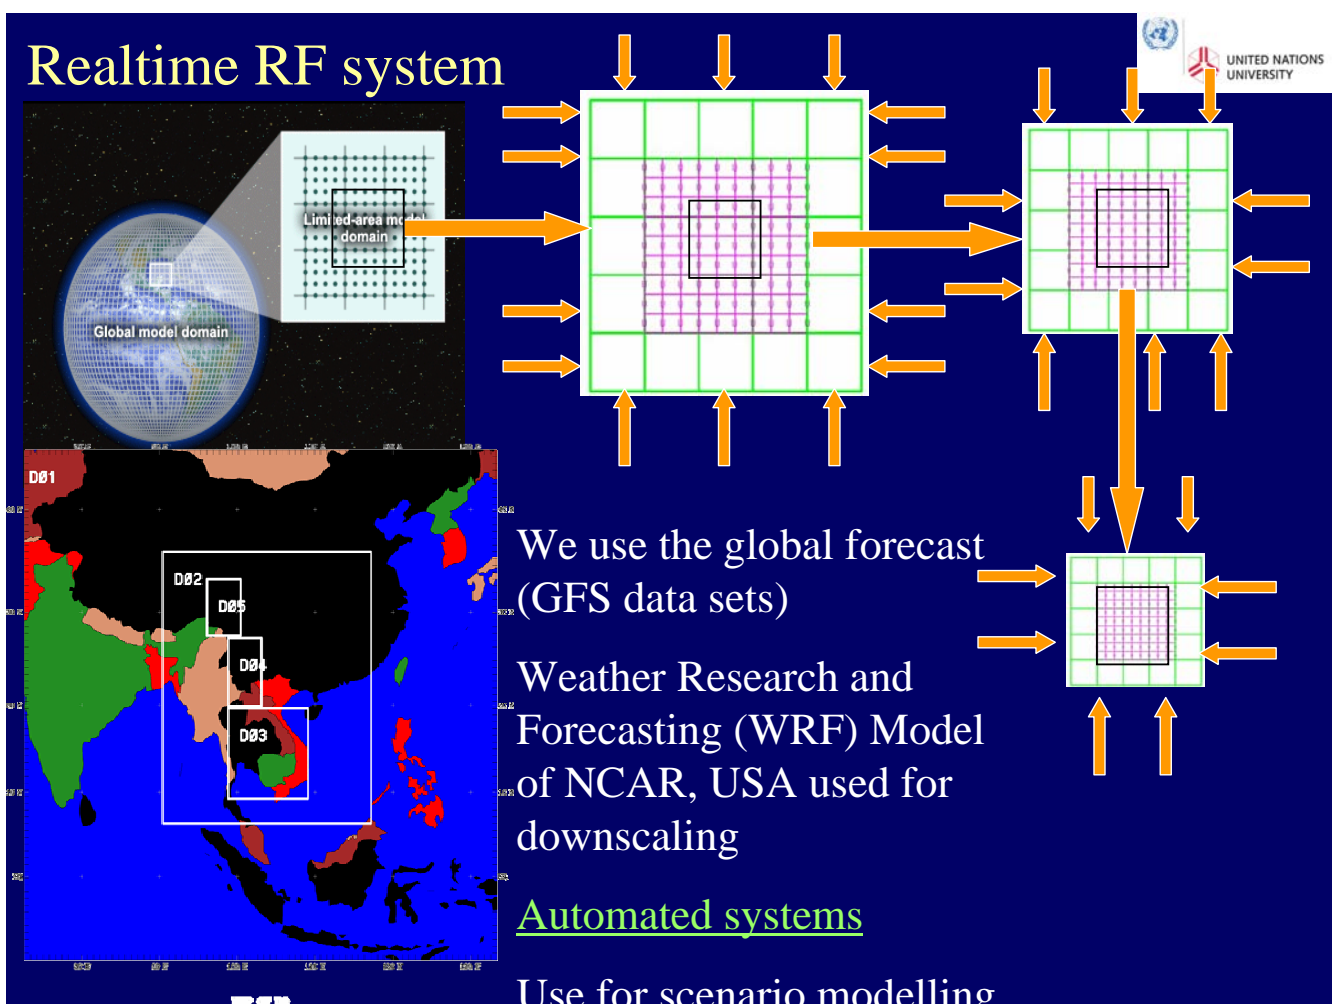 Realtime RF system
UNITED NATIONS
UNIVERSITY
Limited-area model
domain
Global model domain
D01
D02
D05
D04
D03
We use the global forecast
(GFS data sets)
Weather Research and
Forecasting (WRF) Model
of NCAR, USA used for
downscaling
Automated systems
Use for scenario modelling